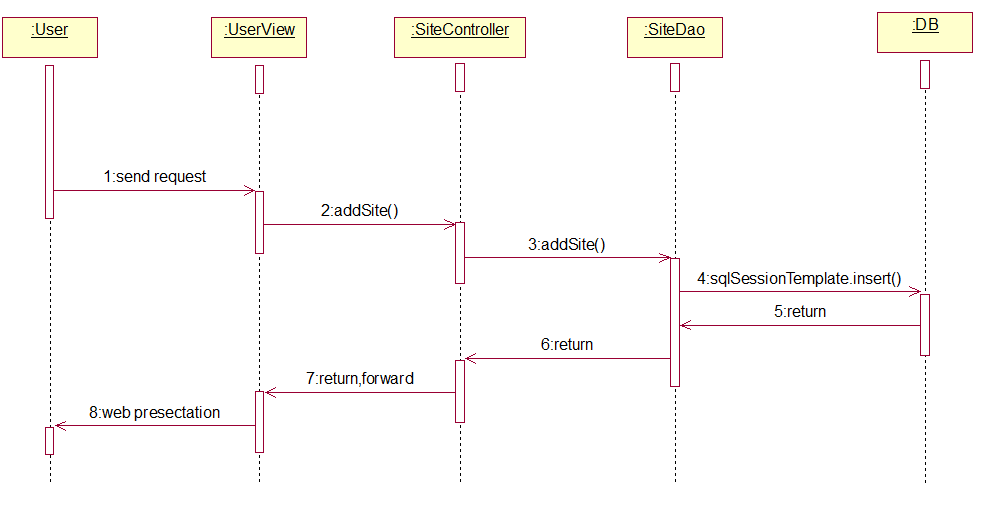 :User
:UserView
:SiteController
:SiteDao
:DB
1:send request
2:addSite()
3:addSite()
4:sqlSessionTemplate.insert()
5:return
6:return
7:return,forward
8:web presectation